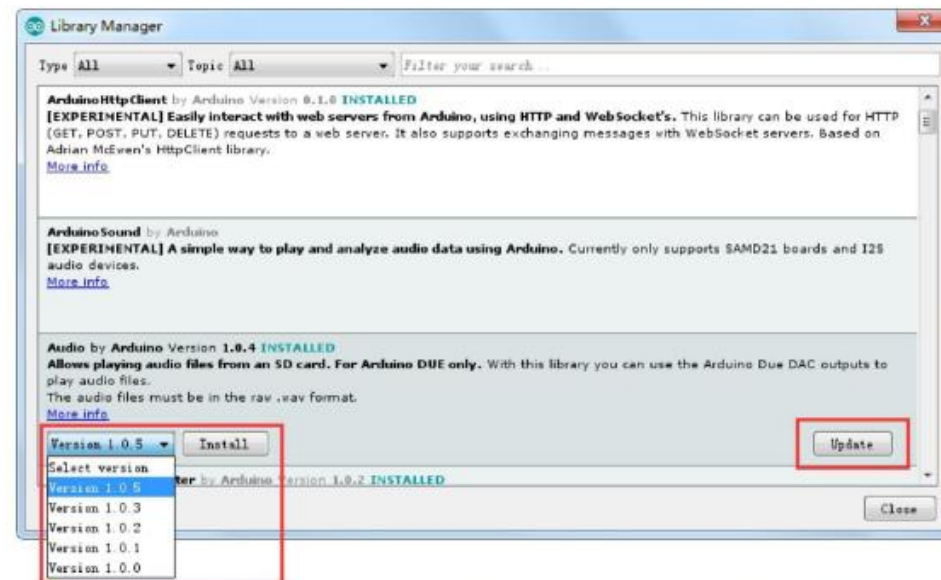 Library Manager
Type All Topic All Filter your search...
ArduinoHttpClient by Arduino Version 0.1.0 INSTALLED
[EXPERIMENTAL] Easily interact with web servers from Arduino, using HTTP and WebSocket's. This library can be used for HTTP
(GET, POST, PUT, DELETE) requests to a web server. It also supports exchanging messages with WebSocket servers. Based on
Adrian McEwen's HttpClient library.
More info
ArduinoSound by Arduino
[EXPERIMENTAL] A simple way to play and analyze audio data using Arduino. Currently only supports SAMD21 boards and I2S
audio devices.
More info
Audio by Arduino Version 1.0.4 INSTALLED
Allows playing audio files from an SD card. For Arduino DUE only. With this library you can use the Arduino Due DAC outputs to
play audio files.
The audio files must be in the raw .wav format.
More info
Version 1.0.5 Install Update
Select version
Version 1.0.5 ter by Arduino Version 1.0.2 INSTALLED
Version 1.0.3 Close
Version 1.0.2
Version 1.0.1
Version 1.0.0